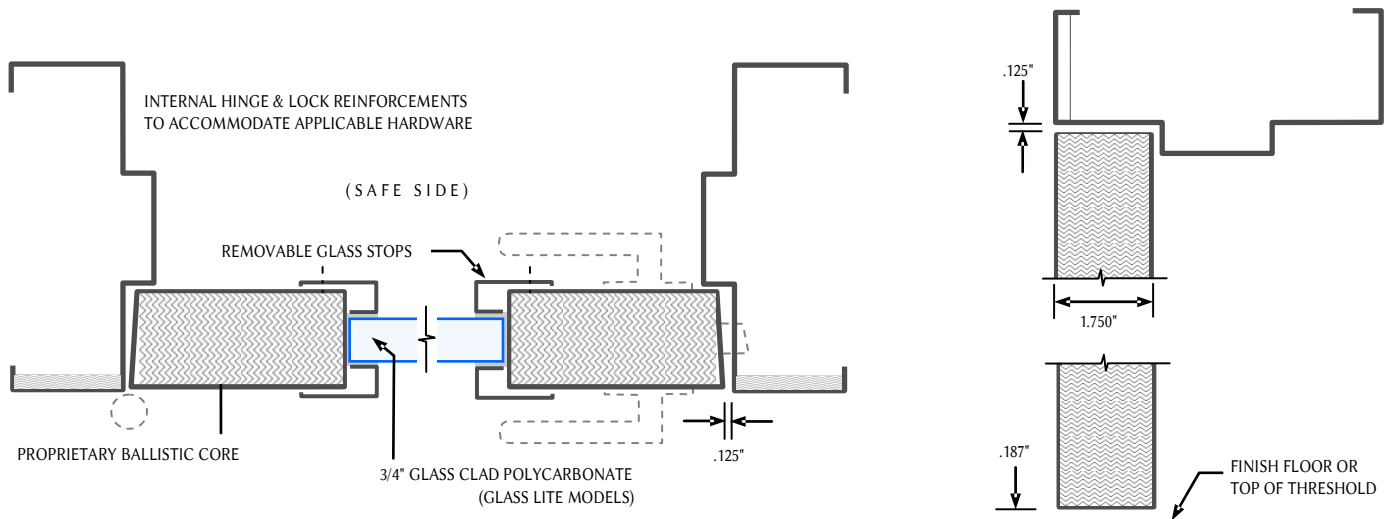 INTERNAL HINGE & LOCK REINFORCEMENTS
TO ACCOMMODATE APPLICABLE HARDWARE
(SAFE SIDE)
REMOVABLE GLASS STOPS
PROPRIETARY BALLISTIC CORE
3/4" GLASS CLAD POLYCARBONATE
(GLASS LITE MODELS)
.125"
.125"
1.750"
.187"
FINISH FLOOR OR
TOP OF THRESHOLD